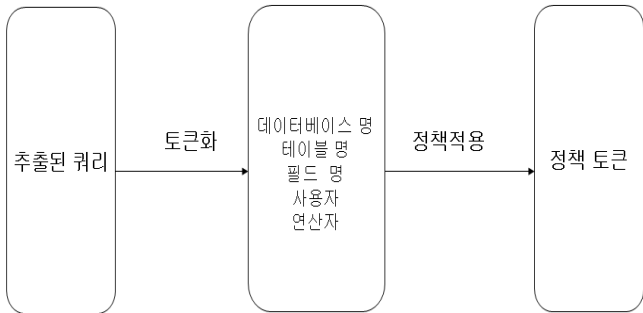 추출된 쿼리
토큰화
데이터베이스 명
테이블 명
필드 명
사용자
연산자
정책적용
정책 토큰